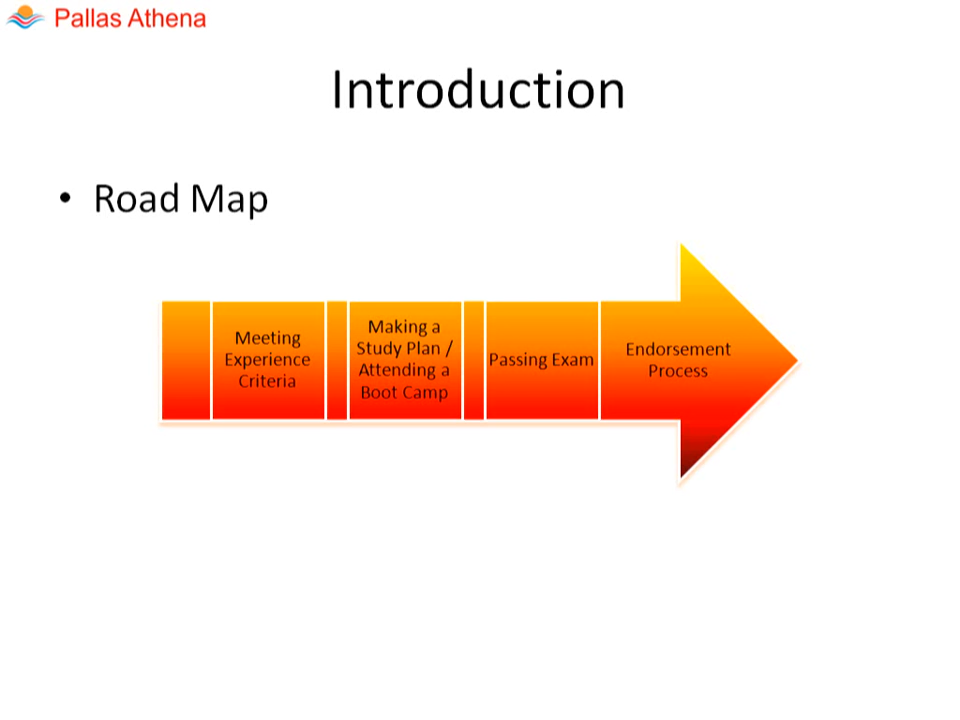 Pallas Athena
Introduction
• Road Map
Meeting
Experience
Criteria
Making a
Study Plan /
Attending a
Boot Camp
Passing Exam
Endorsement
Process